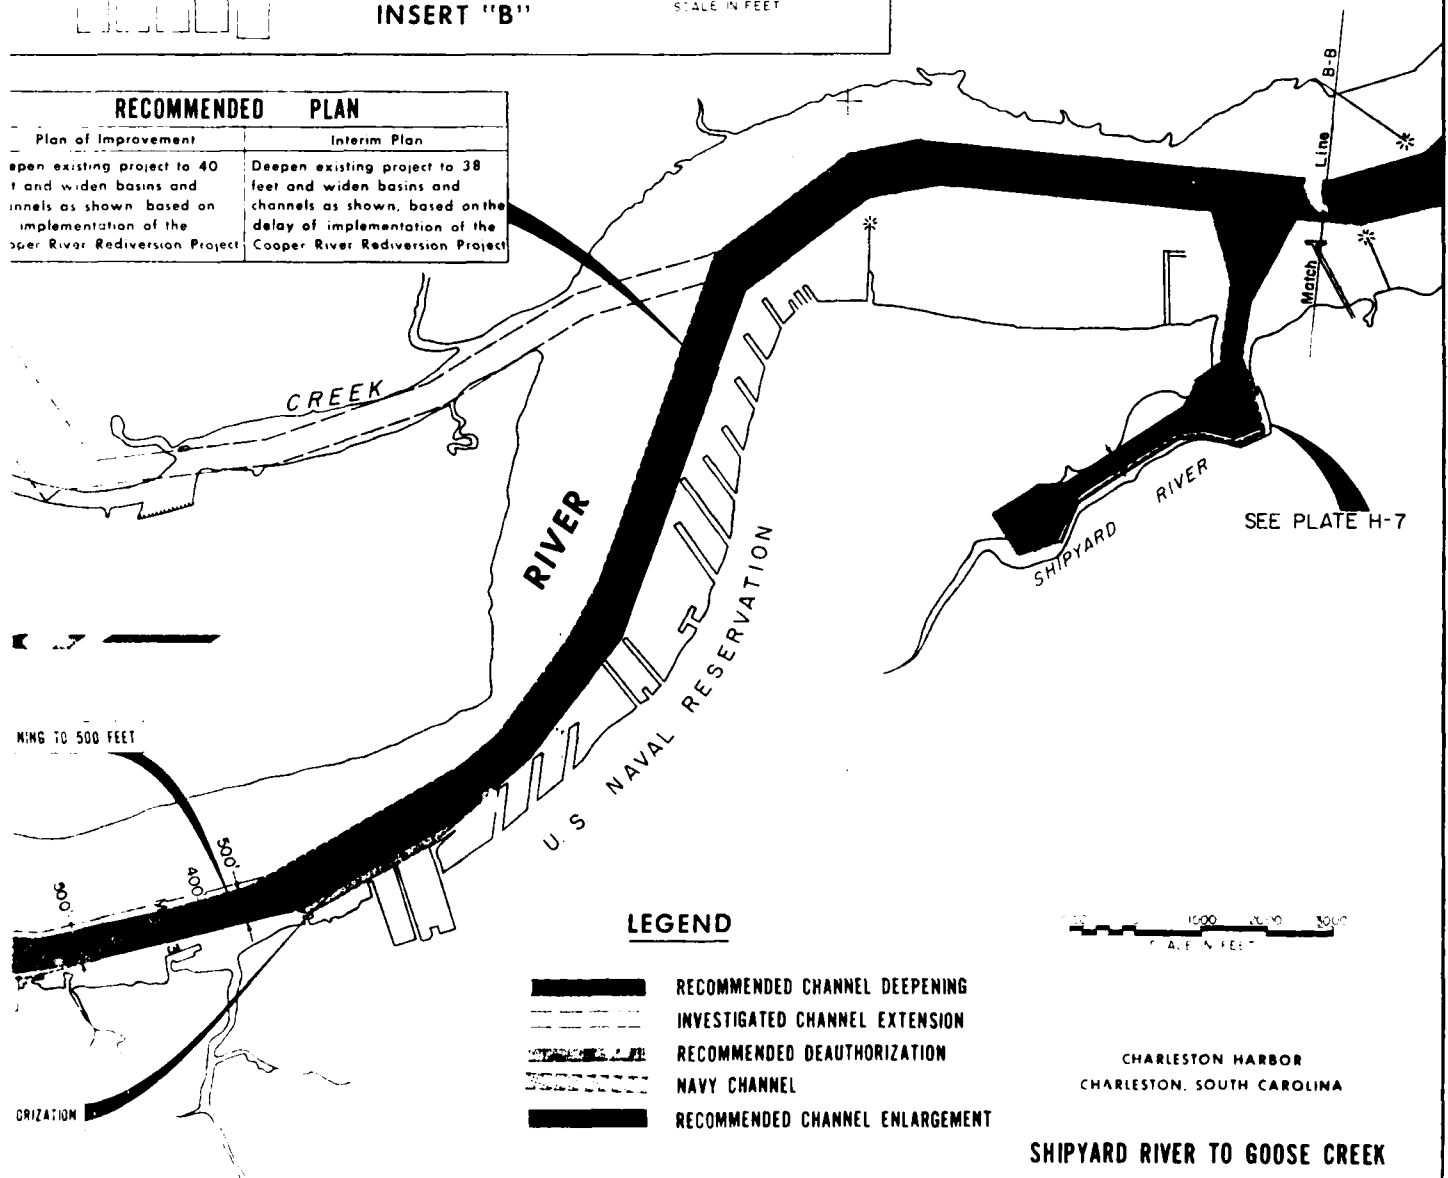 INSERT "B"
SCALE IN FEET
RECOMMENDED PLAN
Plan of Improvement
epen existing project to 40
t and widen basins and
nnels as shown based on
implementation of the
oper River Rediversion Project
Interim Plan
Deepen existing project to 38
feet and widen basins and
channels as shown, based on the
delay of implementation of the
Cooper River Rediversion Project
B-B
Match Line
CREEK
RIVER
SHIPYARD RIVER
SEE PLATE H-7
U.S NAVAL RESERVATION
NING TO 500 FEET
500'
400
300
ORIZATION
LEGEND
RECOMMENDED CHANNEL DEEPENING
INVESTIGATED CHANNEL EXTENSION
RECOMMENDED DEAUTHORIZATION
NAVY CHANNEL
RECOMMENDED CHANNEL ENLARGEMENT
1000 2000 3000
SCALE IN FEET
CHARLESTON HARBOR
CHARLESTON, SOUTH CAROLINA
SHIPYARD RIVER TO GOOSE CREEK